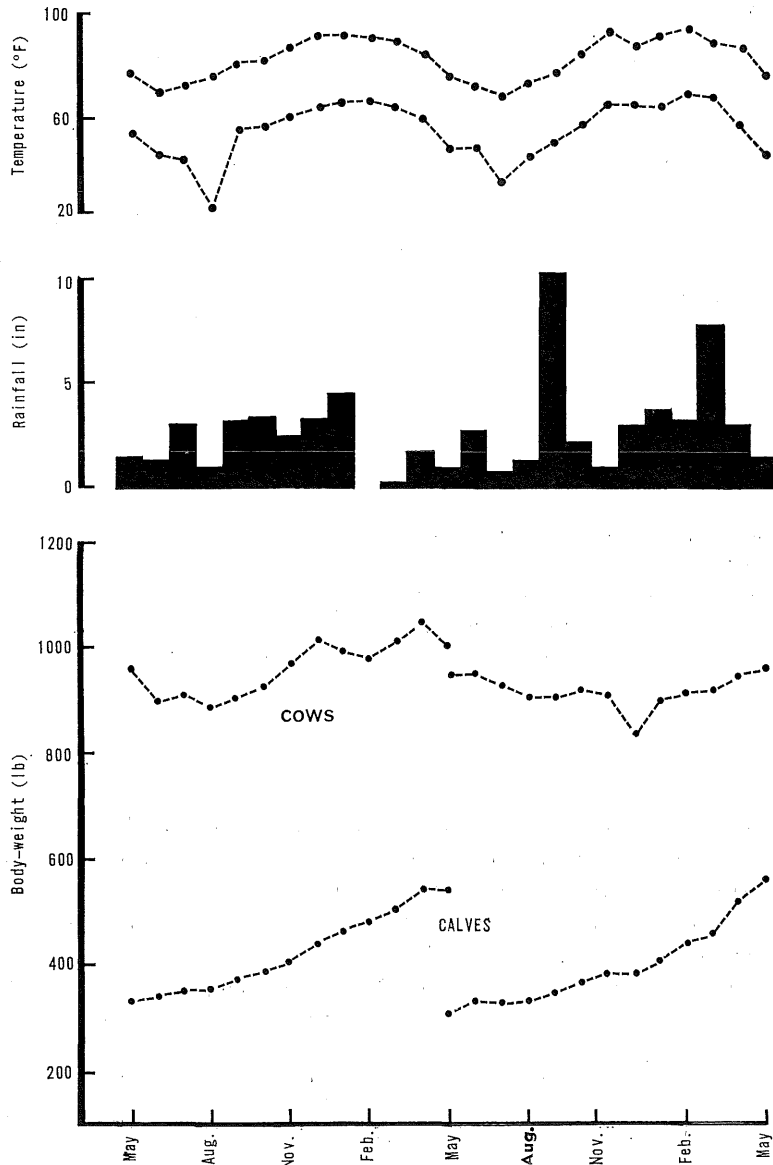 Temperature (°F)
100
60
20
Rainfall (in)
10
5
0
Body-weight (lb)
1200
1000
800
600
400
200
COWS
CALVES
May
Aug.
Nov.
Feb.
May
Aug.
Nov.
Feb.
May